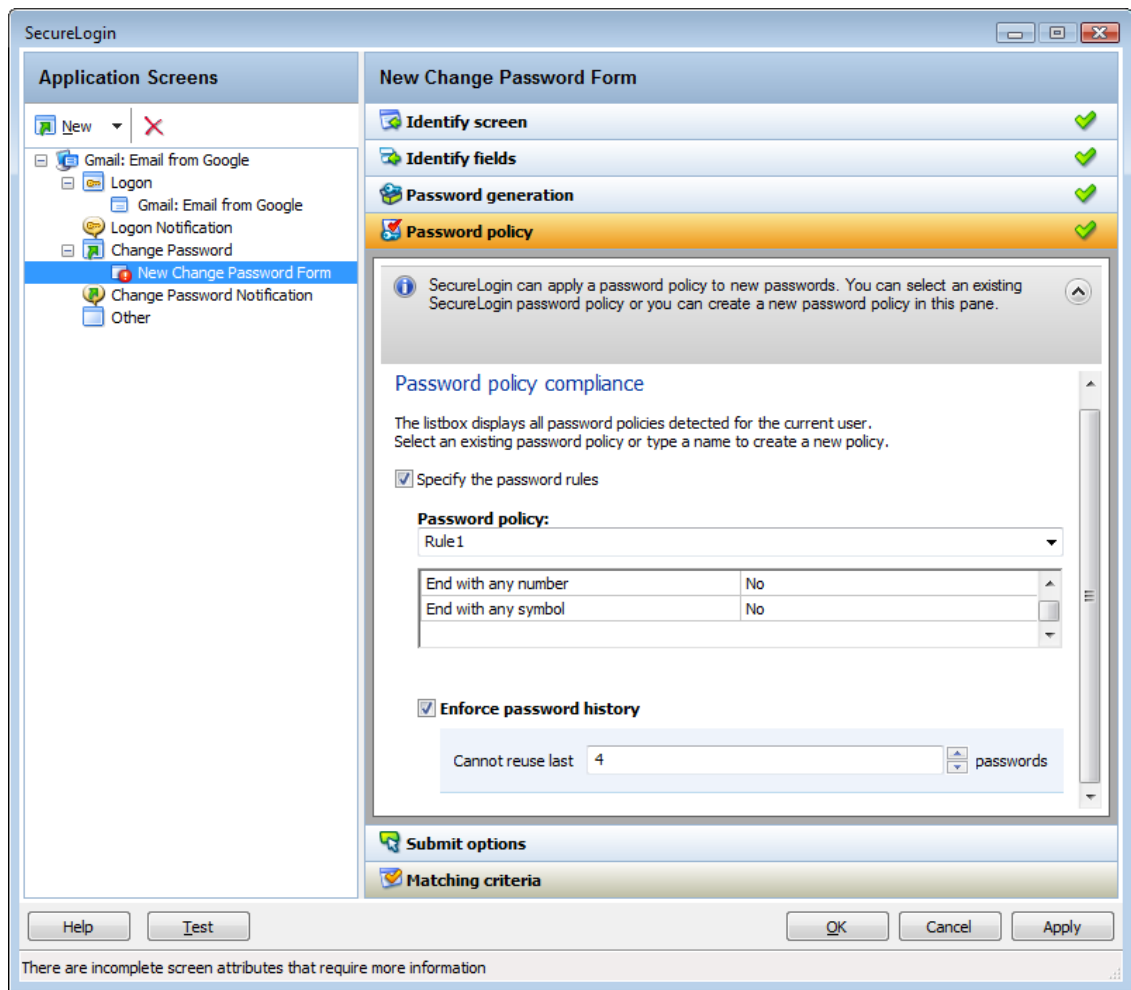 SecureLogin
Application Screens
New
Gmail: Email from Google
Logon
Gmail: Email from Google
Logon Notification
Change Password
New Change Password Form
Change Password Notification
Other
New Change Password Form
Identify screen
Identify fields
Password generation
Password policy
SecureLogin can apply a password policy to new passwords. You can select an existing
SecureLogin password policy or you can create a new password policy in this pane.
Password policy compliance
The listbox displays all password policies detected for the current user.
Select an existing password policy or type a name to create a new policy.
Specify the password rules
Password policy:
Rule1
End with any number No
End with any symbol No
Enforce password history
Cannot reuse last 4 passwords
Submit options
Matching criteria
Help Test OK Cancel Apply
There are incomplete screen attributes that require more information